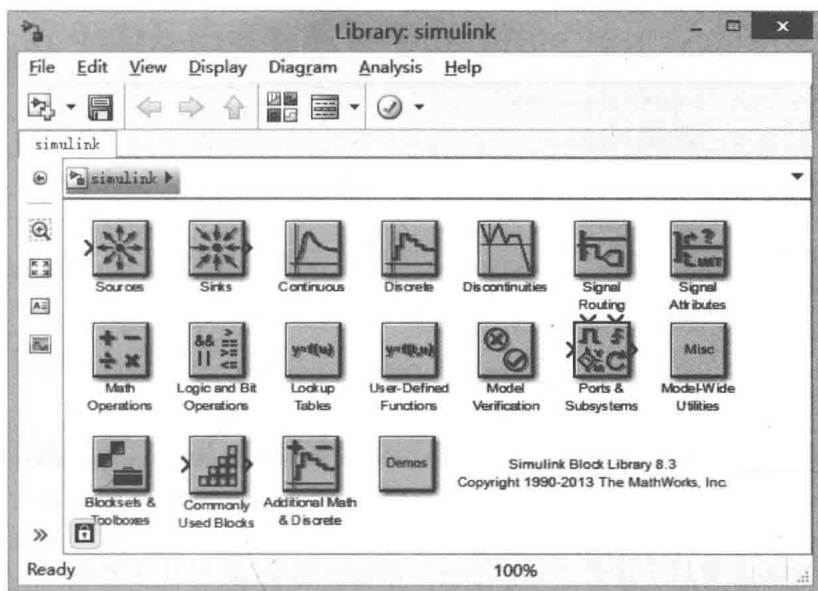 Library: simulink
File Edit View Display Diagram Analysis Help
simulink
simulink
Sources Sinks Continuous Discrete Discontinuities Signal Routing Signal Attributes
+ − ÷ × && || > == >= <= y=f(u) y=f(t,u) Misc
Math Operations Logic and Bit Operations Lookup Tables User-Defined Functions Model Verification Ports & Subsystems Model-Wide Utilities
Demos
Simulink Block Library 8.3
Copyright 1990-2013 The MathWorks, Inc.
Blocksets & Toolboxes Commonly Used Blocks Additional Math & Discrete
Ready 100%